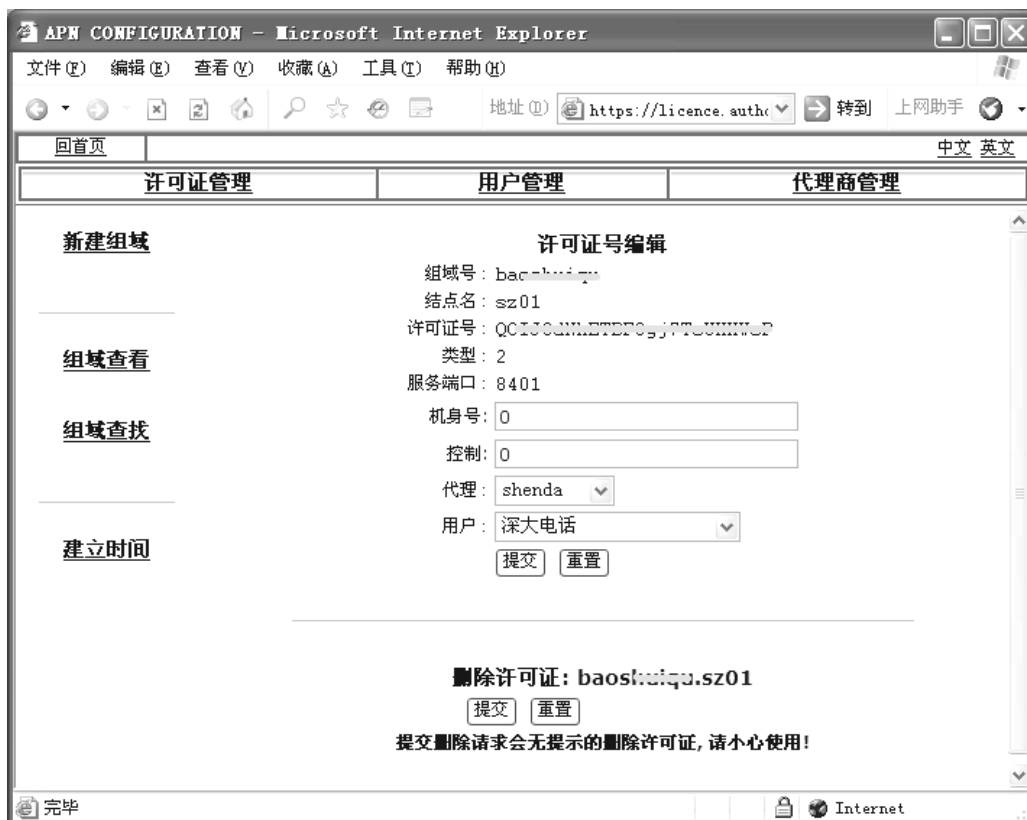 APN CONFIGURATION - Microsoft Internet Explorer
文件(F) 编辑(E) 查看(V) 收藏(A) 工具(T) 帮助(H)
地址(D) https://licence.autho 转到 上网助手
回首页 中文 英文
许可证管理 用户管理 代理商管理
新建组域
组域查看
组域查找
建立时间
许可证号编辑
组域号:
结点名: sz01
许可证号:
类型: 2
服务端口: 8401
机身号: 0
控制: 0
代理: shenda
用户: 深大电话
提交 重置
删除许可证: baoshuiqu.sz01
提交 重置
提交删除请求会无提示的删除许可证, 请小心使用!
完毕 Internet